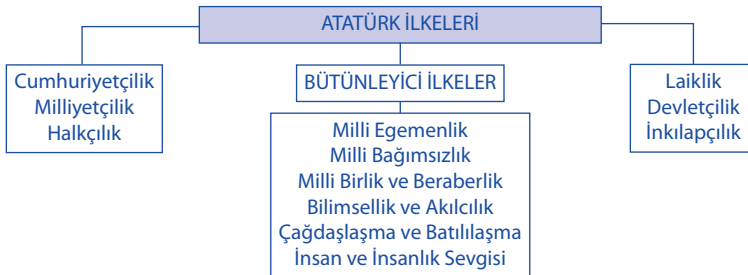 ATATÜRK İLKELERİ
Cumhuriyetçilik
Milliyetçilik
Halkçılık
BÜTÜNLEYİCİ İLKELER
Milli Egemenlik
Milli Bağımsızlık
Milli Birlik ve Beraberlik
Bilimsellik ve Akılcılık
Çağdaşlaşma ve Batılılaşma
İnsan ve İnsanlık Sevgisi
Laiklik
Devletçilik
İnkılapçılık